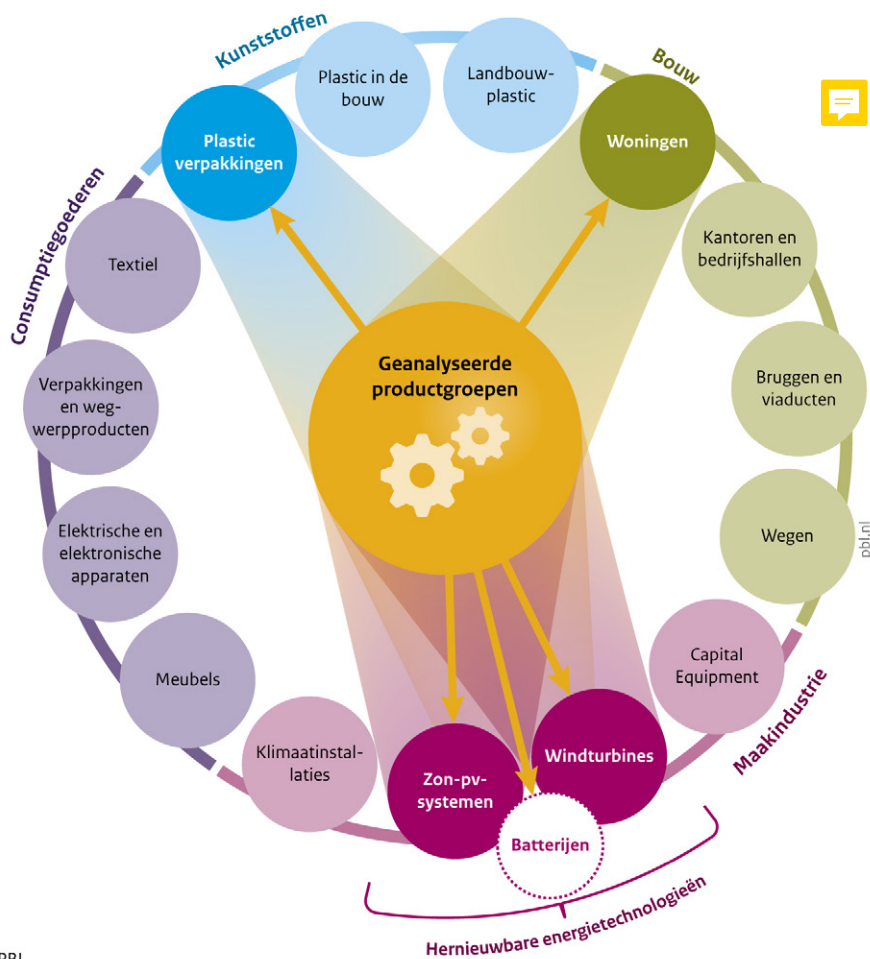 Kunststoffen
Plastic in de
bouw
Landbouw-
plastic
Bouw
Plastic
verpakkingen
Woningen
Consumptiegoederen
Textiel
Kantoren en
bedrijfshallen
Geanalyseerde
productgroepen
Verpakkingen
en weg-
werpproducten
Bruggen en
viaducten
Elektrische en
elektronische
apparaten
Wegen
pbl.nl
Meubels
Capital
Equipment
Maakindustrie
Klimaatinstal-
laties
Zon-pv-
systemen
Windturbines
Batterijen
Hernieuwbare energietechnologieën
PBL